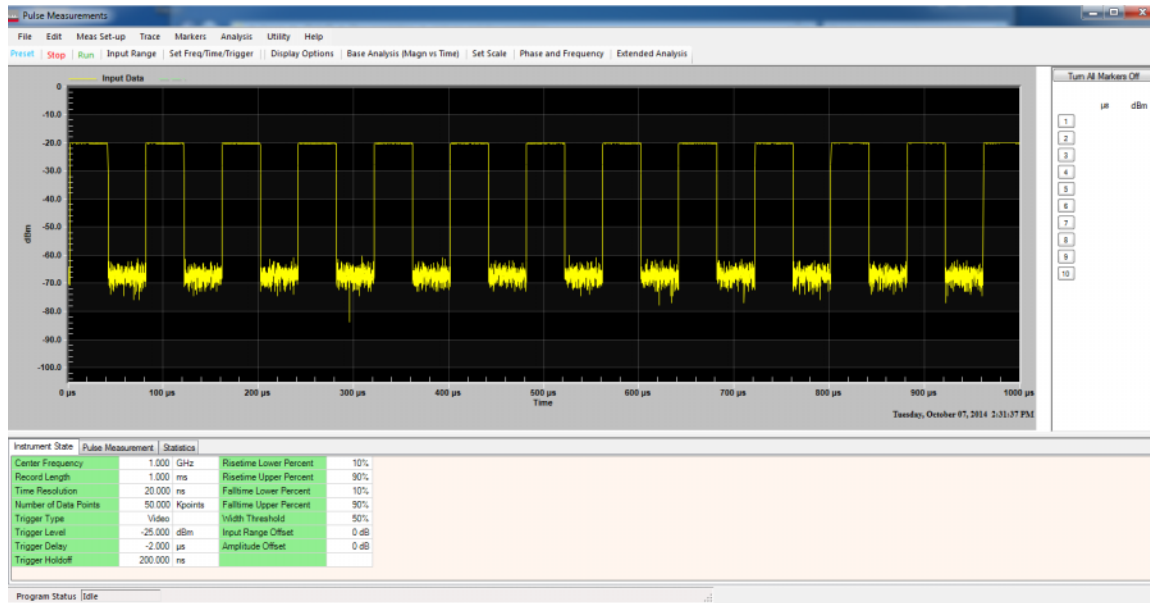 Pulse Measurements
File Edit Meas Set-up Trace Markers Analysis Utility Help
Preset Stop Run Input Range Set Freq/Time/Trigger Display Options Base Analysis (Magn vs Time) Set Scale Phase and Frequency Extended Analysis
Input Data
0
-10.0
-20.0
-30.0
-40.0
-50.0
-60.0
-70.0
-80.0
-90.0
-100.0
dBm
0 µs 100 µs 200 µs 300 µs 400 µs 500 µs 600 µs 700 µs 800 µs 900 µs 1000 µs
Time
Tuesday, October 07, 2014 2:31:37 PM
Turn All Markers Off
µs dBm
1
2
3
4
5
6
7
8
9
10
Instrument State Pulse Measurement Statistics
Center Frequency 1.000 GHz Risetime Lower Percent 10%
Record Length 1.000 ms Risetime Upper Percent 90%
Time Resolution 20.000 ns Falltime Lower Percent 10%
Number of Data Points 50.000 Kpoints Falltime Upper Percent 90%
Trigger Type Video Width Threshold 50%
Trigger Level -25.000 dBm Input Range Offset 0 dB
Trigger Delay -2.000 µs Amplitude Offset 0 dB
Trigger Holdoff 200.000 ns
Program Status Idle